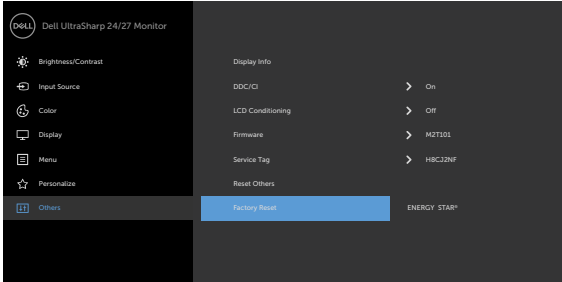 DELL Dell UltraSharp 24/27 Monitor
Brightness/Contrast Display Info
Input Source DDC/CI On
Color LCD Conditioning Off
Display Firmware M2T101
Menu Service Tag H8CJ2NF
Personalize Reset Others
Others Factory Reset ENERGY STAR®